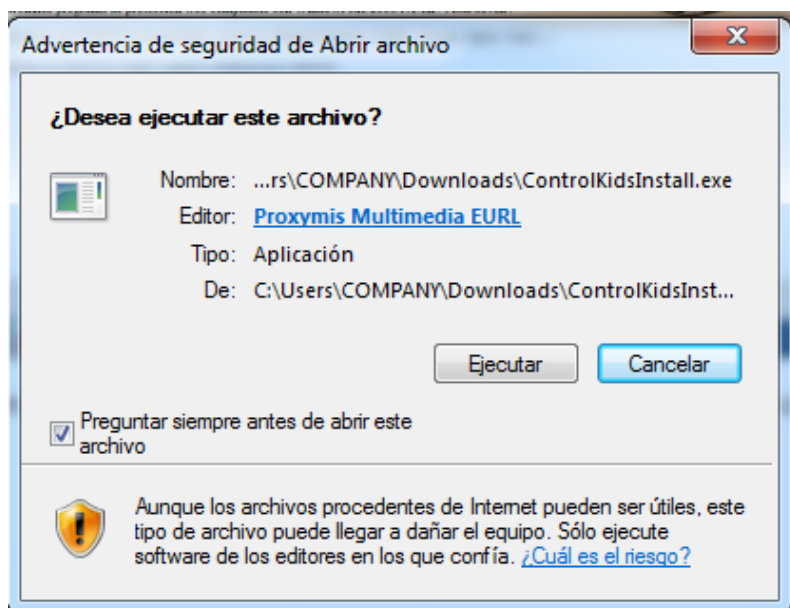 Advertencia de seguridad de Abrir archivo
¿Desea ejecutar este archivo?
Nombre: ...rs\COMPANY\Downloads\ControlKidsInstall.exe
Editor: Proxymis Multimedia EURL
Tipo: Aplicación
De: C:\Users\COMPANY\Downloads\ControlKidsInst...
Ejecutar Cancelar
Preguntar siempre antes de abrir este
archivo
Aunque los archivos procedentes de Internet pueden ser útiles, este
tipo de archivo puede llegar a dañar el equipo. Sólo ejecute
software de los editores en los que confía. ¿Cuál es el riesgo?